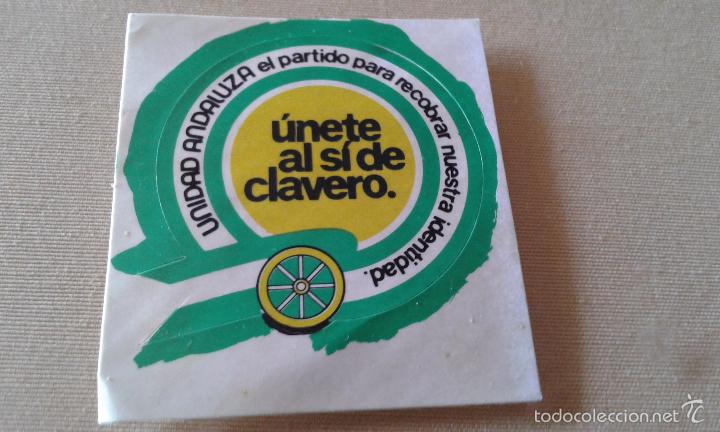 UNIDAD ANDALUZA el partido para recobrar nuestra identidad.
únete
al sí de
clavero.
todocoleccion.net